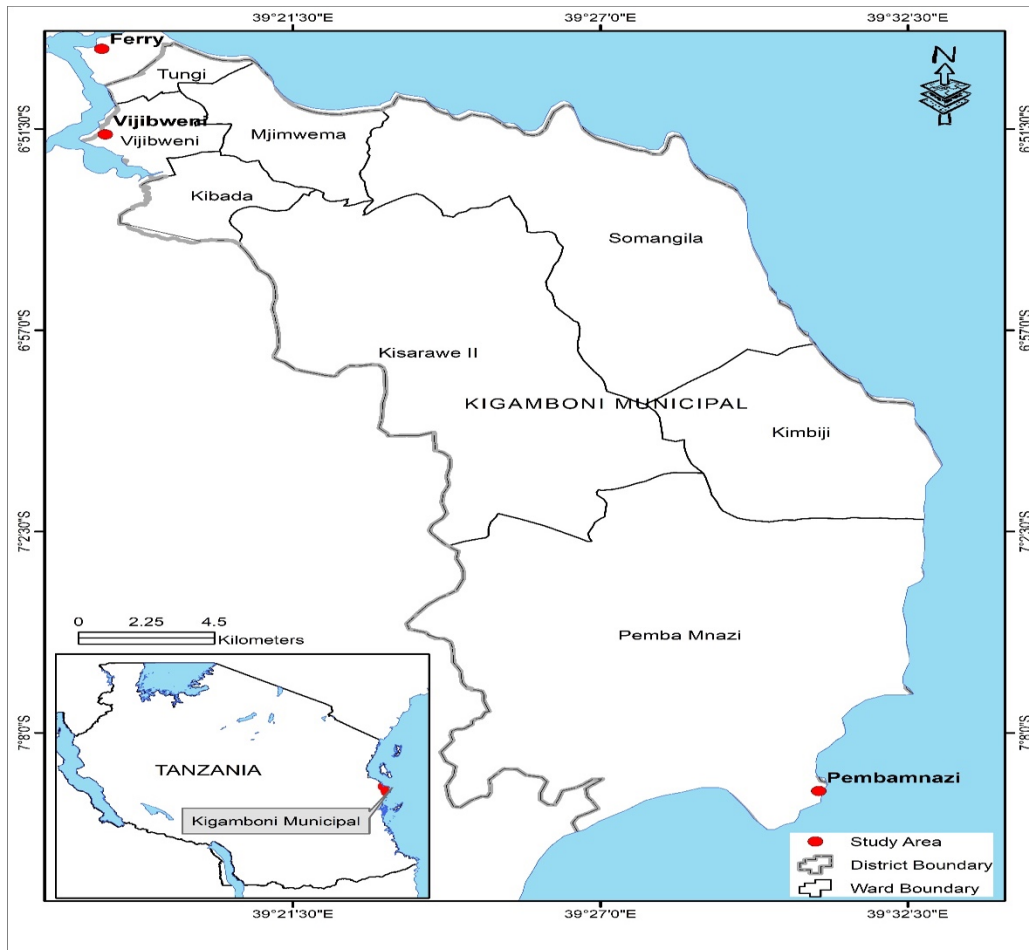 39°21'30"E 39°27'0"E 39°32'30"E
Ferry
N
Tungi
6°51'30"S
Vijibweni
6°51'30"S
Vijibweni
Mjimwema
Kibada
Somangila
6°57'0"S
6°57'0"S
Kisarawe II
KIGAMBONI MUNICIPAL
Kimbiji
7°2'30"S
7°2'30"S
0 2.25 4.5
Kilometers
Pemba Mnazi
7°8'0"S
7°8'0"S
TANZANIA
Kigamboni Municipal
Pembamnazi
Study Area
District Boundary
Ward Boundary
39°21'30"E 39°27'0"E 39°32'30"E